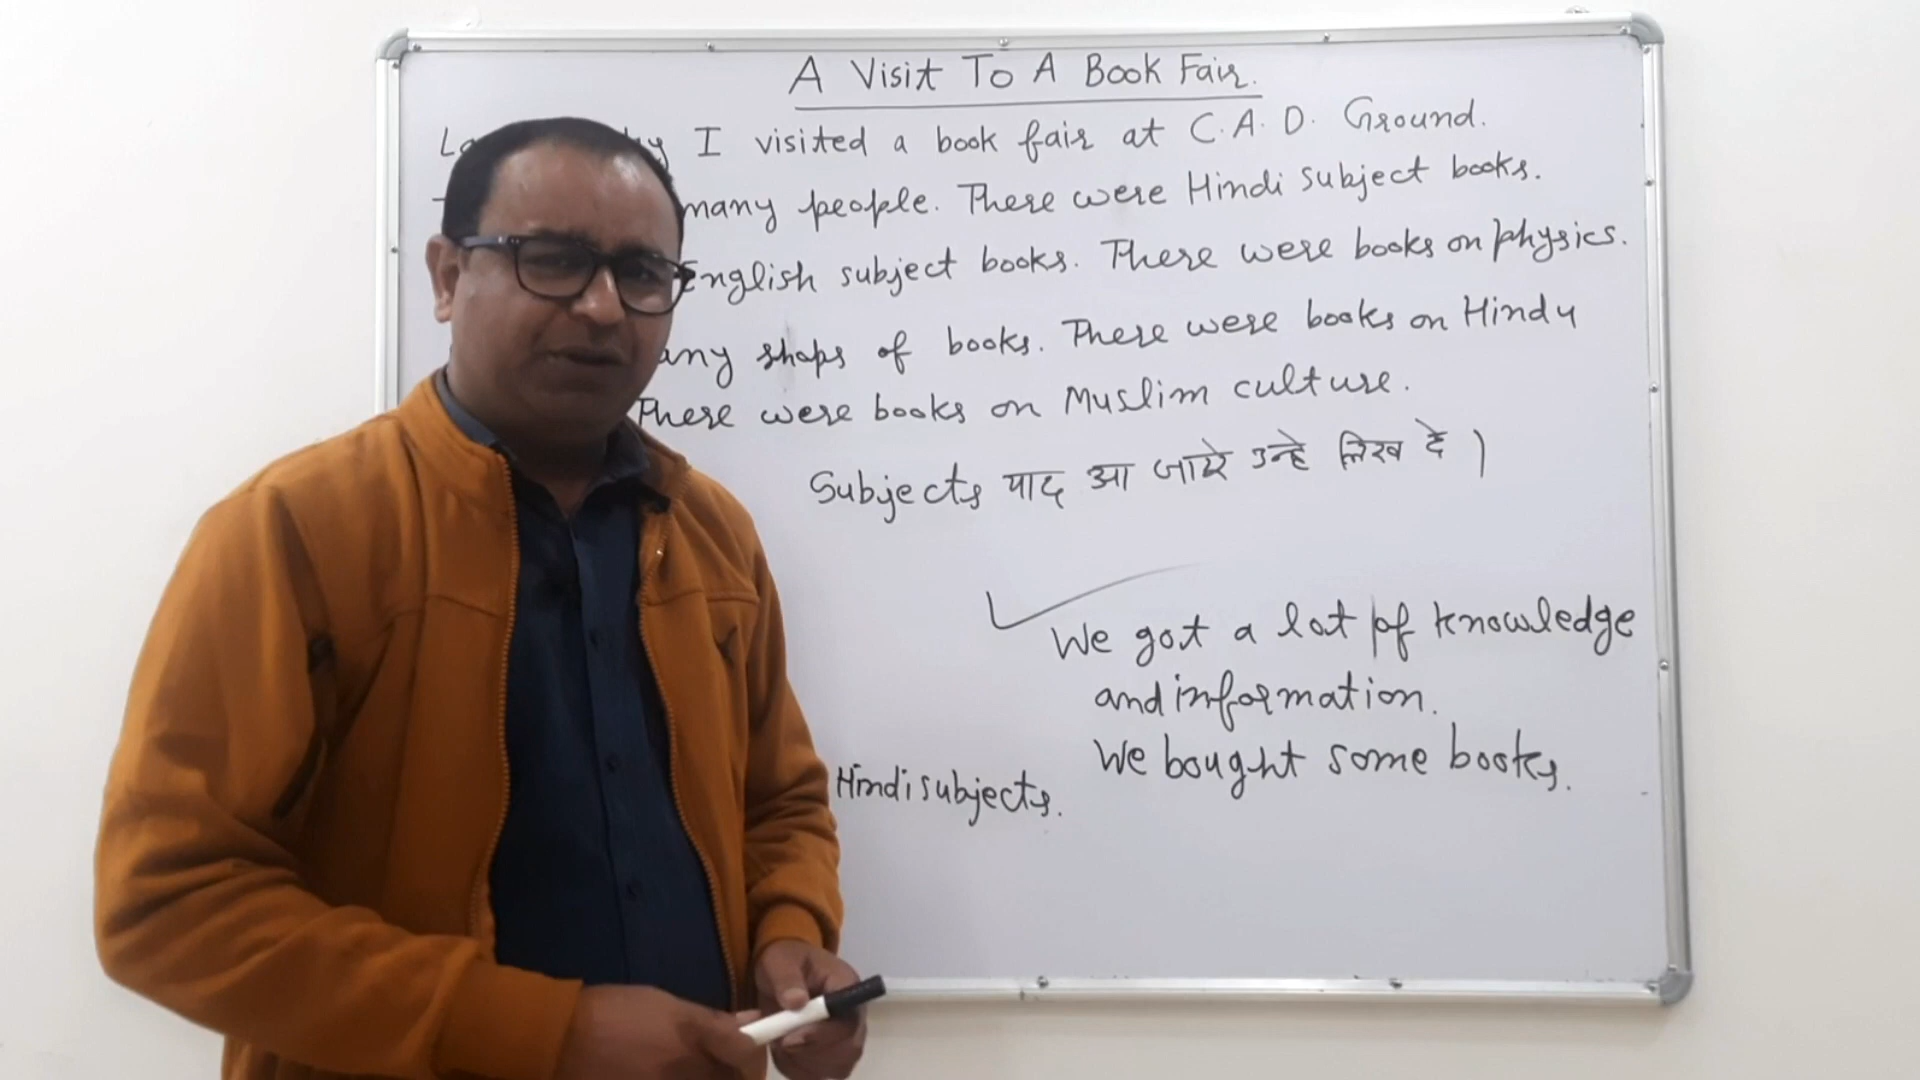 A Visit To A Book Fair.
I visited a book fair at C.A.D. Ground.
many people. There were Hindi subject books.
English subject books. There were books on physics.
shops of books. There were books on Hindu
There were books on Muslim culture.
Subjects याद आ जाये उन्हे लिख दे ।
We got a lot of knowledge
and information.
We bought some books.
Hindi subjects.